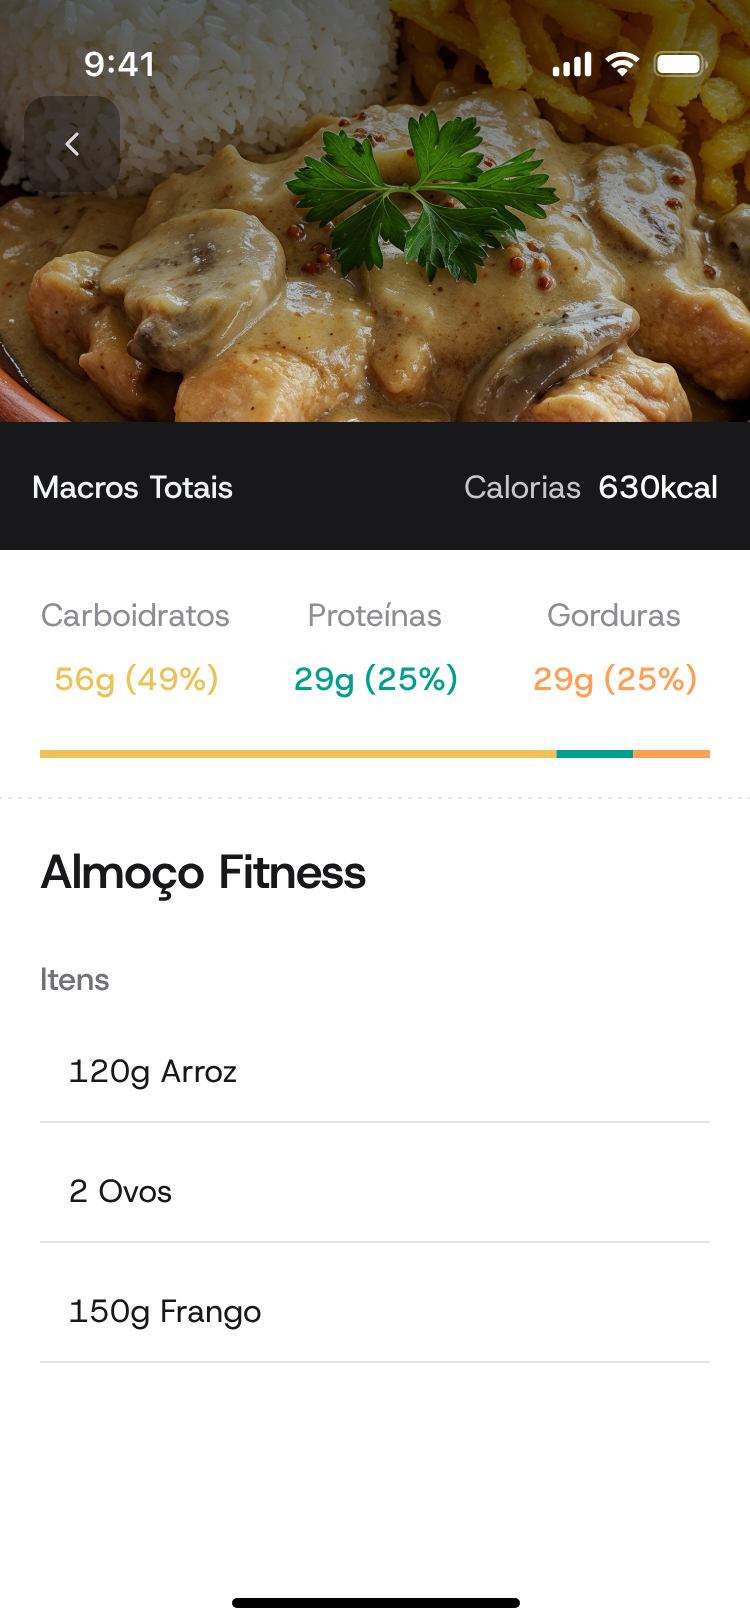 9:41
Macros Totais
Calorias 630kcal
Carboidratos Proteínas Gorduras
56g (49%) 29g (25%) 29g (25%)
Almoço Fitness
Itens
120g Arroz
2 Ovos
150g Frango